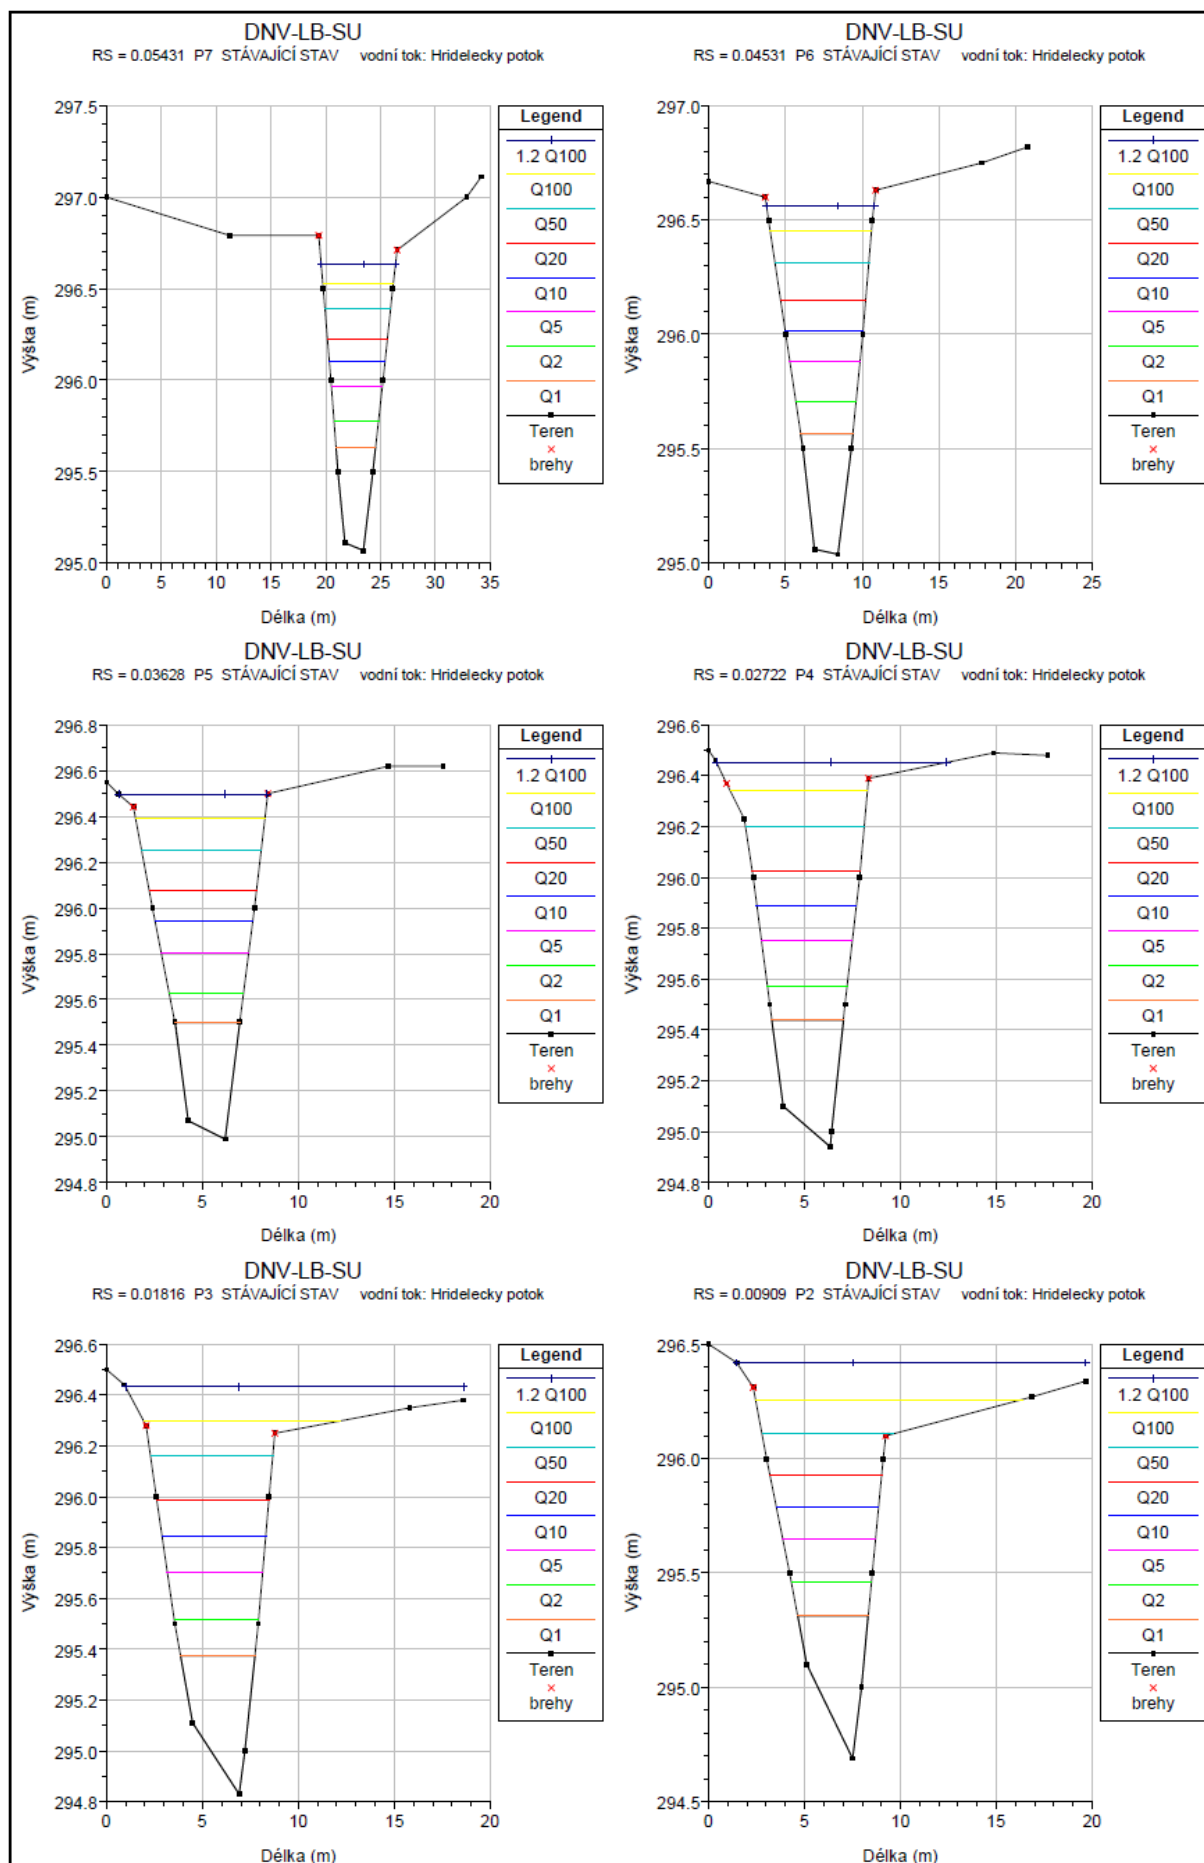 DNV-LB-SU
RS = 0.05431 P7 STÁVAJÍCÍ STAV vodní tok: Hridelecky potok
297.5
297.0
296.5
296.0
295.5
295.0
Výška (m)
0 5 10 15 20 25 30 35
Délka (m)
Legend
1.2 Q100
Q100
Q50
Q20
Q10
Q5
Q2
Q1
Teren
brehy
DNV-LB-SU
RS = 0.04531 P6 STÁVAJÍCÍ STAV vodní tok: Hridelecky potok
297.0
296.5
296.0
295.5
295.0
Výška (m)
0 5 10 15 20 25
Délka (m)
Legend
1.2 Q100
Q100
Q50
Q20
Q10
Q5
Q2
Q1
Teren
brehy
DNV-LB-SU
RS = 0.03628 P5 STÁVAJÍCÍ STAV vodní tok: Hridelecky potok
296.8
296.6
296.4
296.2
296.0
295.8
295.6
295.4
295.2
295.0
294.8
Výška (m)
0 5 10 15 20
Délka (m)
Legend
1.2 Q100
Q100
Q50
Q20
Q10
Q5
Q2
Q1
Teren
brehy
DNV-LB-SU
RS = 0.02722 P4 STÁVAJÍCÍ STAV vodní tok: Hridelecky potok
296.6
296.4
296.2
296.0
295.8
295.6
295.4
295.2
295.0
294.8
Výška (m)
0 5 10 15 20
Délka (m)
Legend
1.2 Q100
Q100
Q50
Q20
Q10
Q5
Q2
Q1
Teren
brehy
DNV-LB-SU
RS = 0.01816 P3 STÁVAJÍCÍ STAV vodní tok: Hridelecky potok
296.6
296.4
296.2
296.0
295.8
295.6
295.4
295.2
295.0
294.8
Výška (m)
0 5 10 15 20
Délka (m)
Legend
1.2 Q100
Q100
Q50
Q20
Q10
Q5
Q2
Q1
Teren
brehy
DNV-LB-SU
RS = 0.00909 P2 STÁVAJÍCÍ STAV vodní tok: Hridelecky potok
296.5
296.0
295.5
295.0
294.5
Výška (m)
0 5 10 15 20
Délka (m)
Legend
1.2 Q100
Q100
Q50
Q20
Q10
Q5
Q2
Q1
Teren
brehy